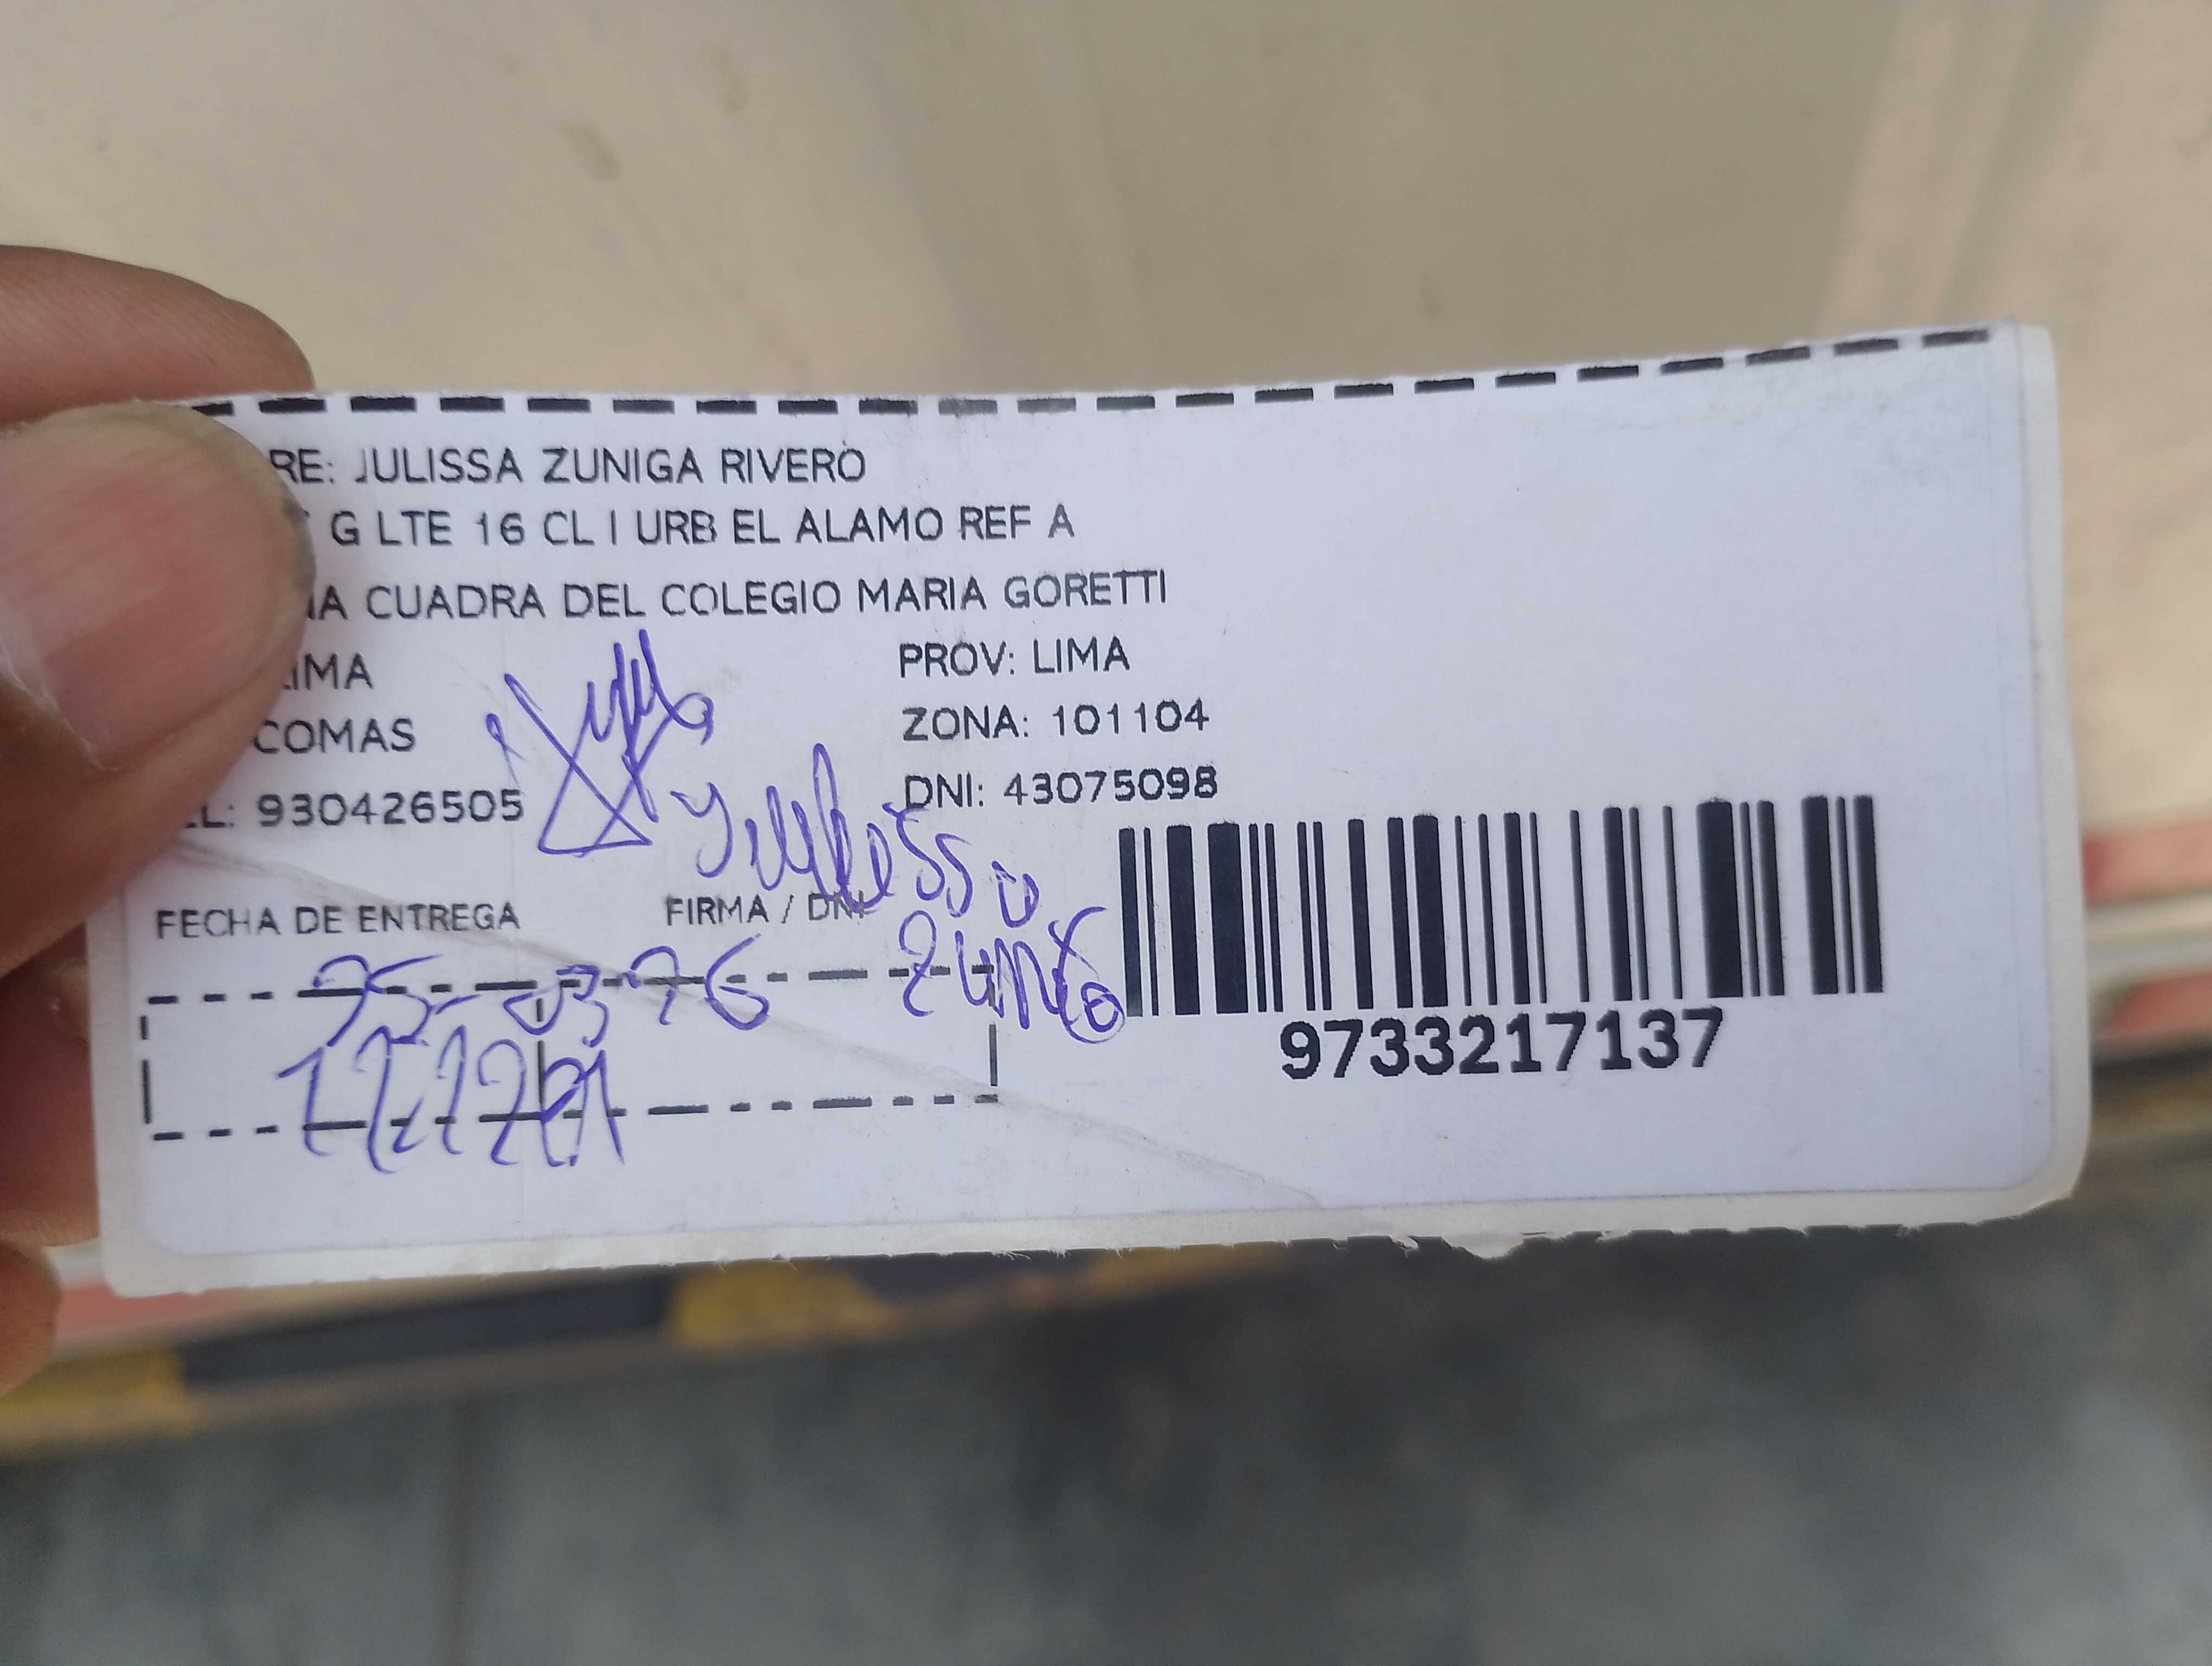 RE: JULISSA ZUNIGA RIVERO
G LTE 16 CL I URB EL ALAMO REF A
CUADRA DEL COLEGIO MARIA GORETTI
LIMA
PROV: LIMA
COMAS
ZONA: 101104
EL: 930426505
DNI: 43075098
FECHA DE ENTREGA
FIRMA / DNI
9733217137